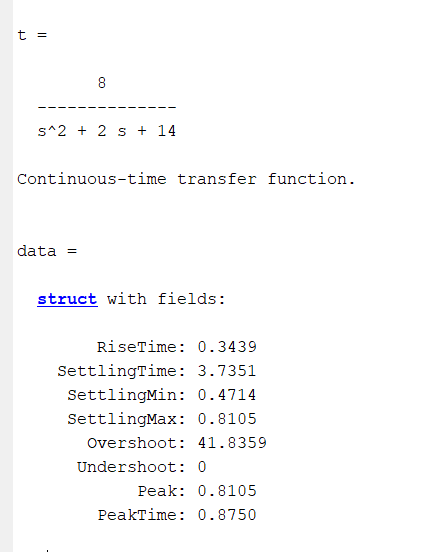 t =
8
--------------
s^2 + 2 s + 14
Continuous-time transfer function.
data =
struct with fields:
RiseTime: 0.3439
SettlingTime: 3.7351
SettlingMin: 0.4714
SettlingMax: 0.8105
Overshoot: 41.8359
Undershoot: 0
Peak: 0.8105
PeakTime: 0.8750